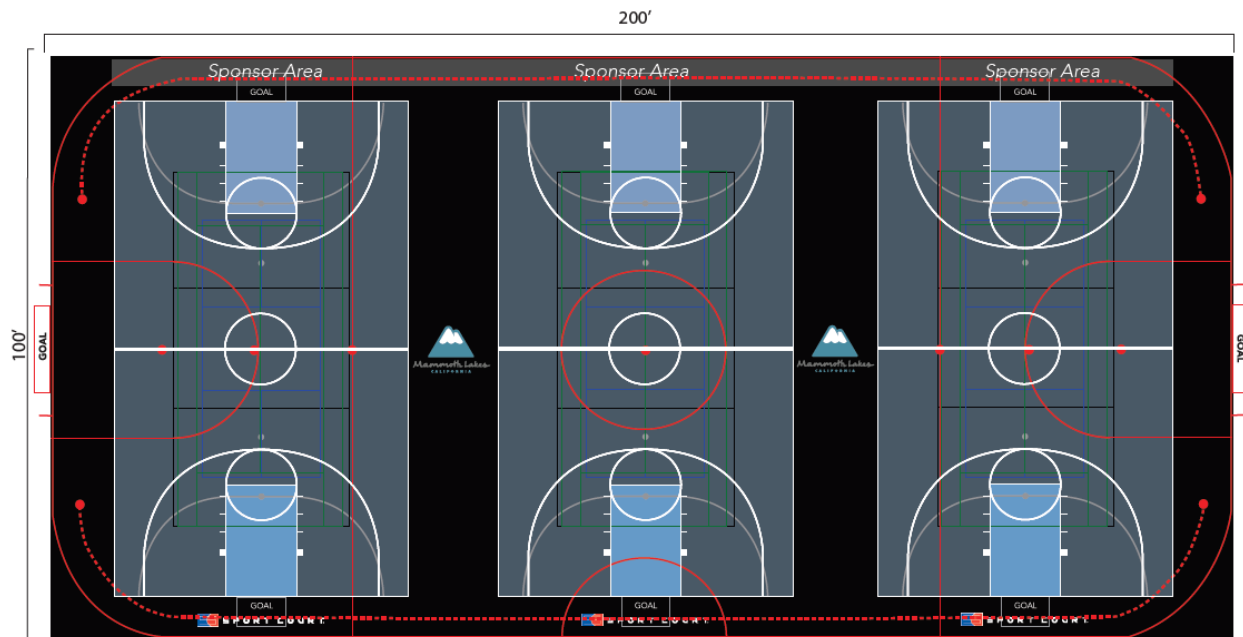 200’
Sponsor Area Sponsor Area Sponsor Area
GOAL GOAL GOAL
100’
GOAL
GOAL
Mammoth Lakes Mammoth Lakes
CALIFORNIA CALIFORNIA
GOAL GOAL GOAL
SPORT COURT SPORT COURT SPORT COURT